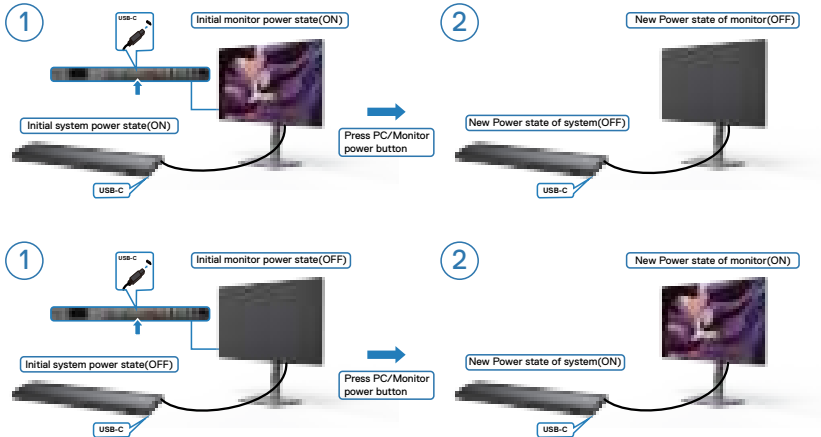 1
USB-C
Initial monitor power state(ON)
Initial system power state(ON)
USB-C
Press PC/Monitor
power button
2
New Power state of monitor(OFF)
New Power state of system(OFF)
USB-C
1
USB-C
Initial monitor power state(OFF)
Initial system power state(OFF)
USB-C
Press PC/Monitor
power button
2
New Power state of monitor(ON)
New Power state of system(ON)
USB-C